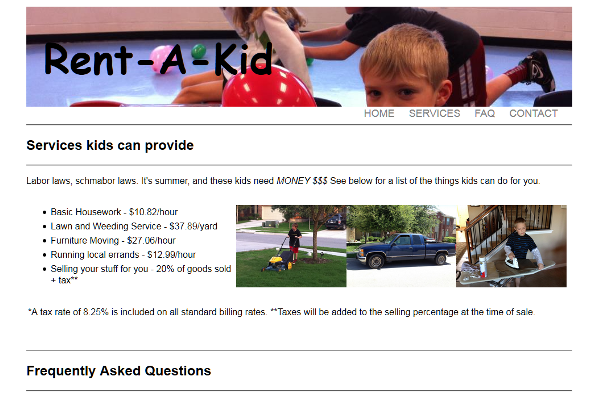 Rent-A-Kid
HOME SERVICES FAQ CONTACT
Services kids can provide
Labor laws, schmabor laws. It's summer, and these kids need MONEY $$$ See below for a list of the things kids can do for you.
• Basic Housework - $10.82/hour
• Lawn and Weeding Service - $37.89/yard
• Furniture Moving - $27.06/hour
• Running local errands - $12.99/hour
• Selling your stuff for you - 20% of goods sold
+ tax**
*A tax rate of 8.25% is included on all standard billing rates. **Taxes will be added to the selling percentage at the time of sale.
Frequently Asked Questions